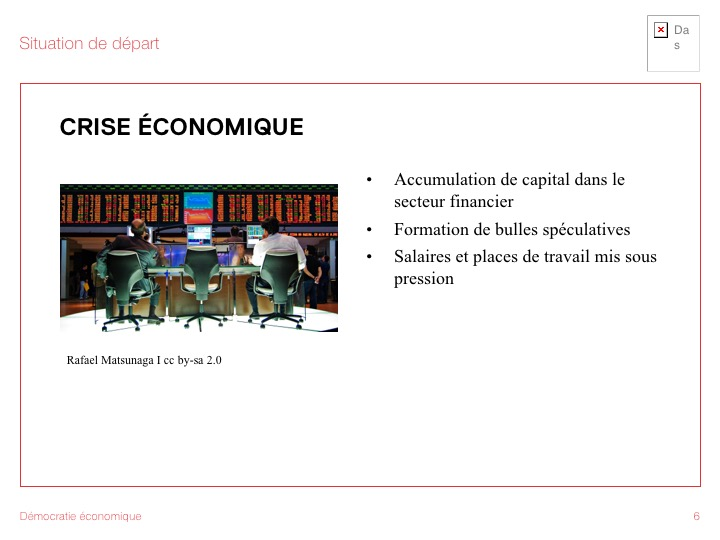 Situation de départ
Da
s
CRISE ÉCONOMIQUE
• Accumulation de capital dans le
secteur financier
• Formation de bulles spéculatives
• Salaires et places de travail mis sous
pression
Rafael Matsunaga I cc by-sa 2.0
Démocratie économique
6